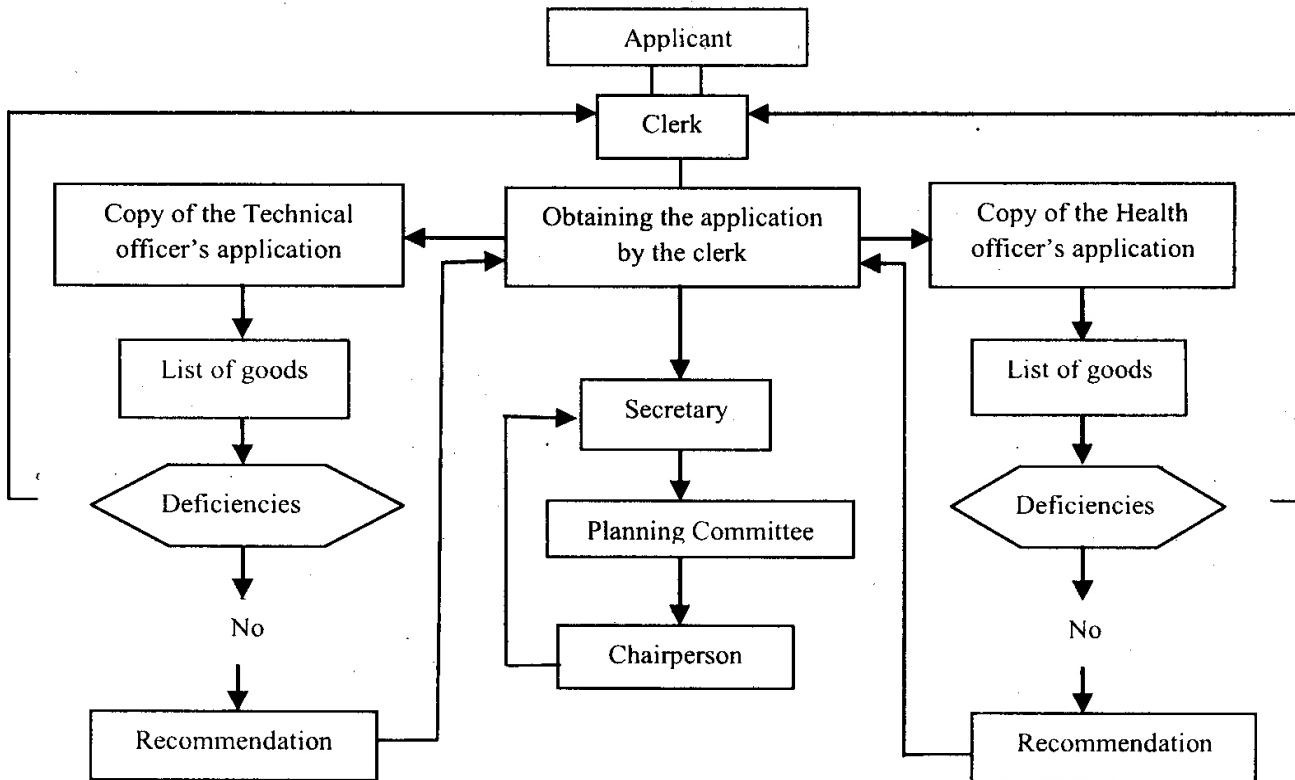 Applicant
Clerk
Copy of the Technical
officer's application
Obtaining the application
by the clerk
Copy of the Health
officer's application
List of goods
Secretary
List of goods
Deficiencies
Planning Committee
Deficiencies
No
Chairperson
No
Recommendation
Recommendation